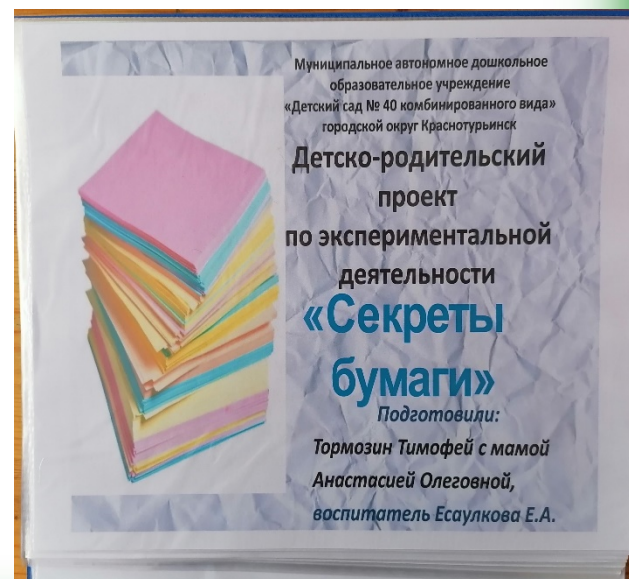 Муниципальное автономное дошкольное
образовательное учреждение
«Детский сад № 40 комбинированного вида»
городской округ Краснотурьинск
Детско-родительский
проект
по экспериментальной
деятельности
«Секреты
бумаги»
Подготовили:
Тормозин Тимофей с мамой
Анастасией Олеговной,
воспитатель Есаулкова Е.А.